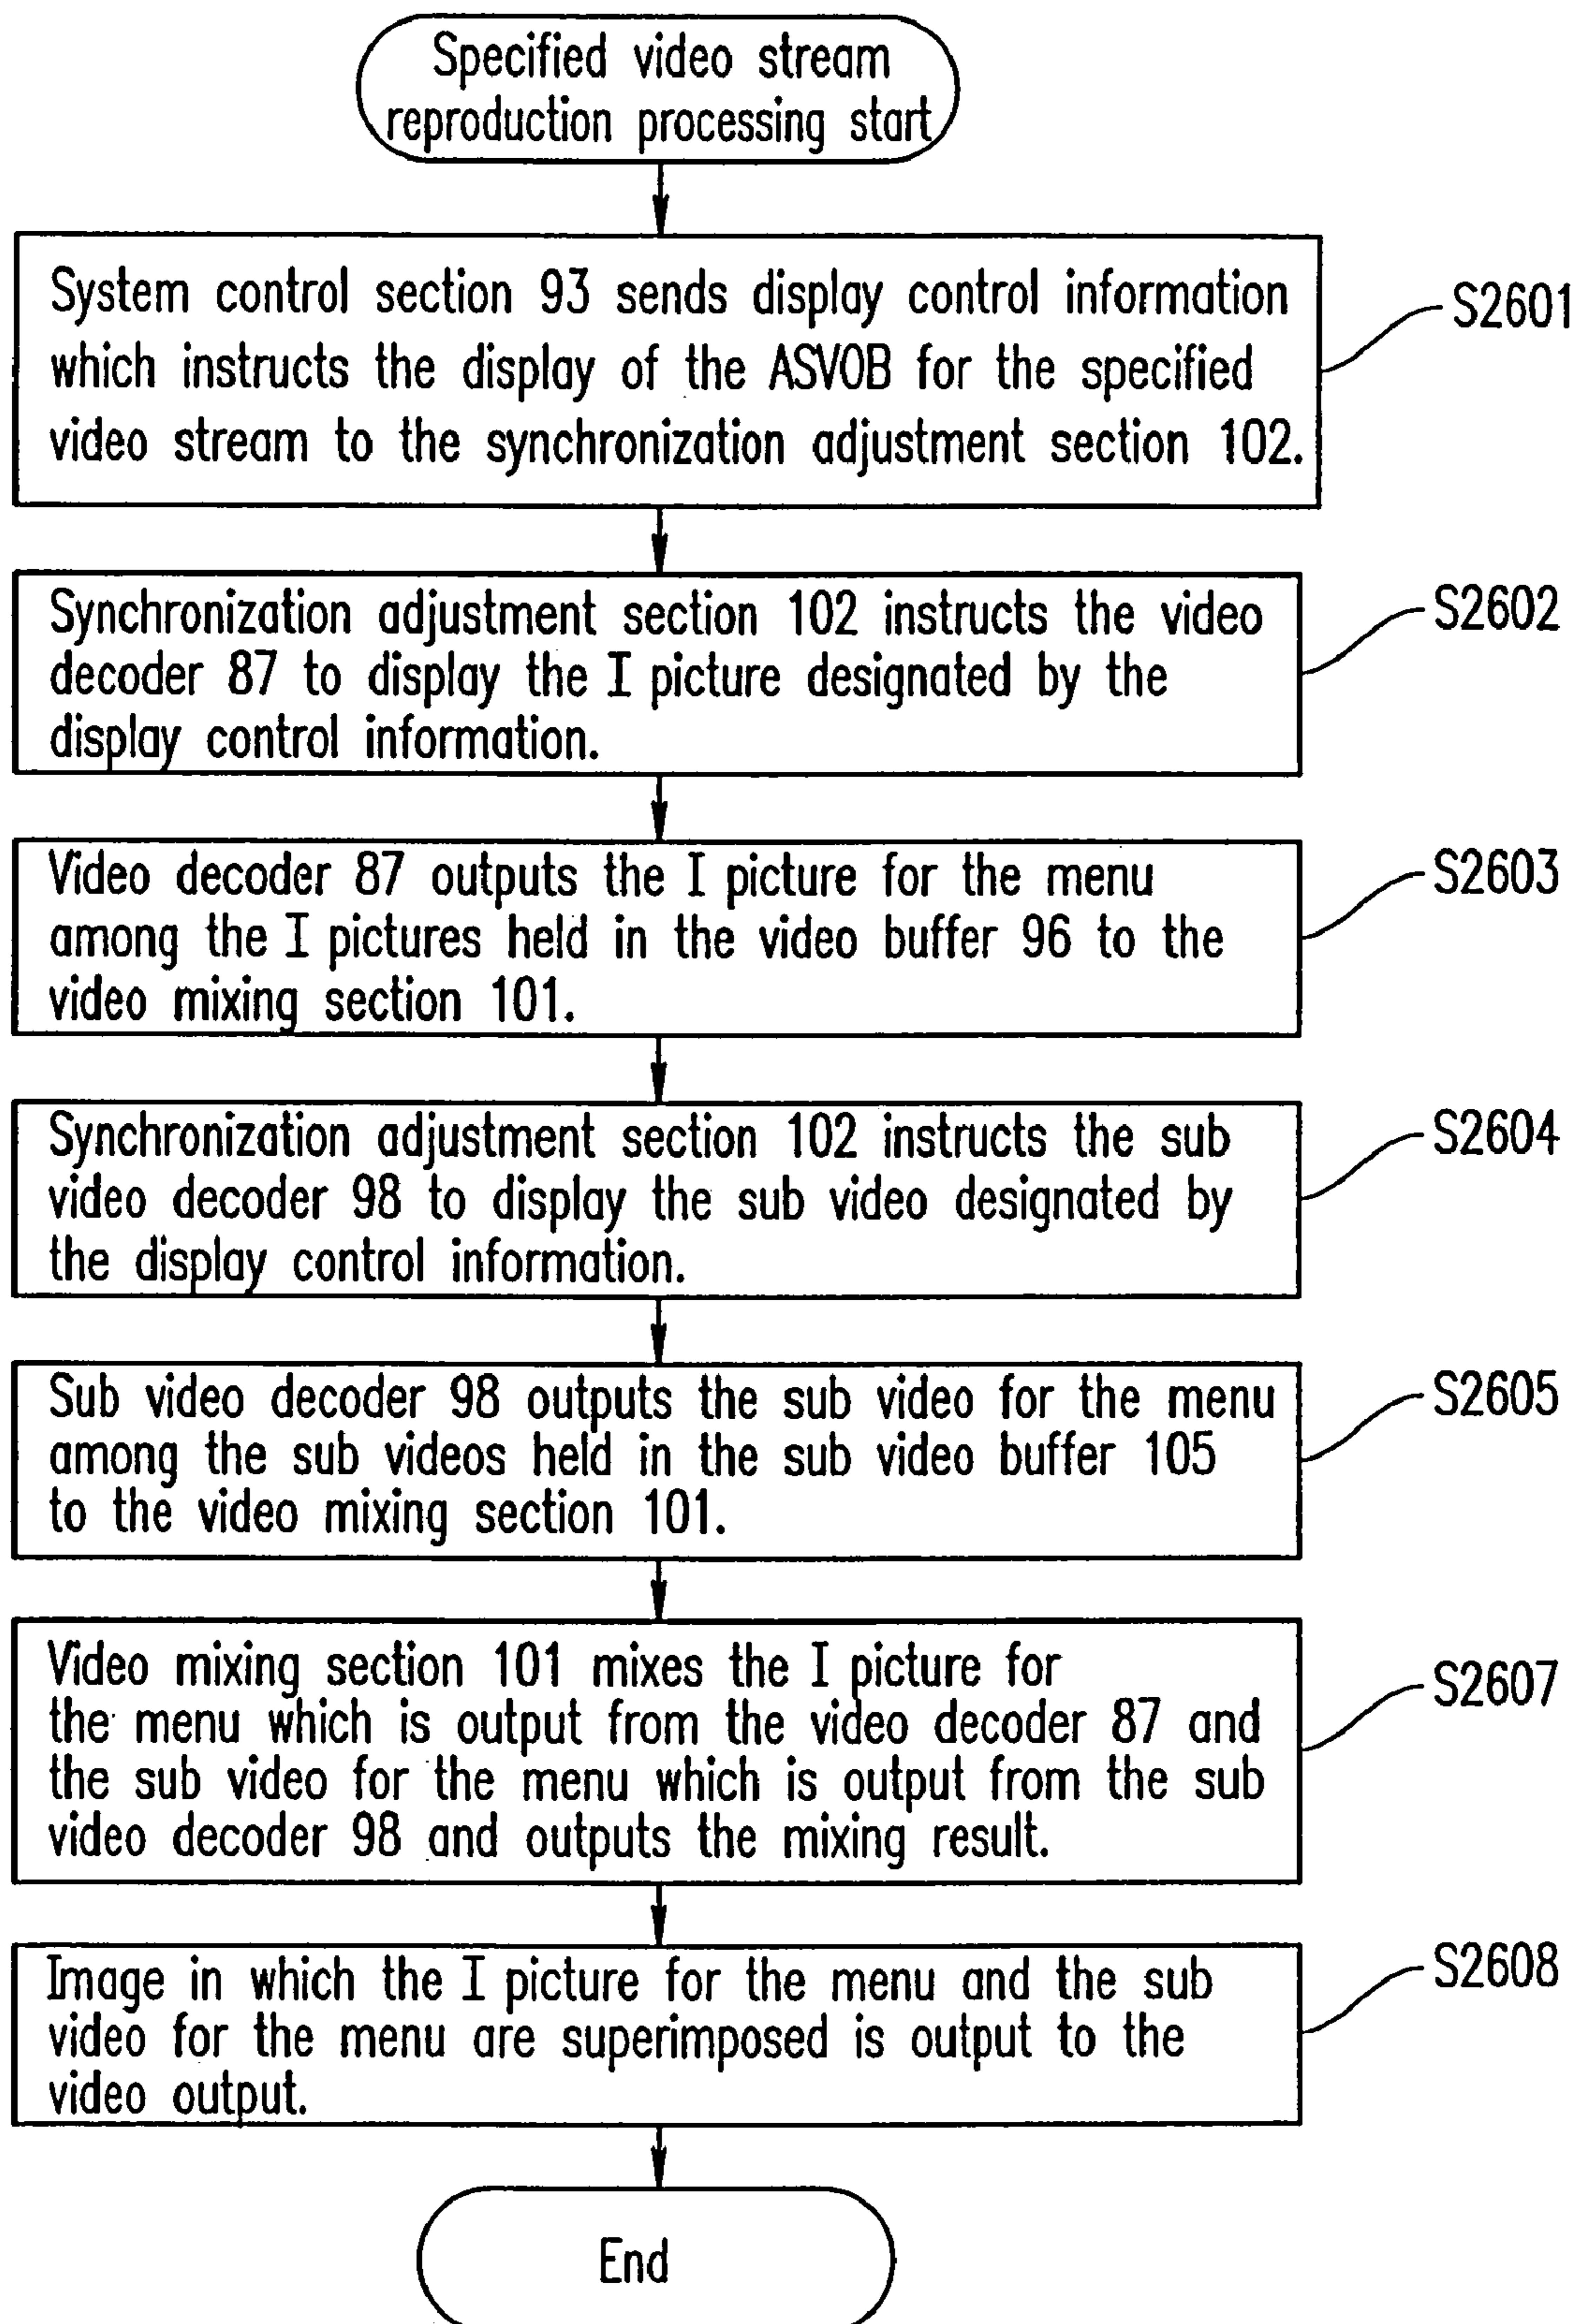 Specified video stream
reproduction processing start
System control section 93 sends display control information
which instructs the display of the ASVOB for the specified
video stream to the synchronization adjustment section 102.
S2601
Synchronization adjustment section 102 instructs the video
decoder 87 to display the I picture designated by the
display control information.
S2602
Video decoder 87 outputs the I picture for the menu
among the I pictures held in the video buffer 96 to the
video mixing section 101.
S2603
Synchronization adjustment section 102 instructs the sub
video decoder 98 to display the sub video designated by
the display control information.
S2604
Sub video decoder 98 outputs the sub video for the menu
among the sub videos held in the sub video buffer 105
to the video mixing section 101.
S2605
Video mixing section 101 mixes the I picture for
the menu which is output from the video decoder 87 and
the sub video for the menu which is output from the sub
video decoder 98 and outputs the mixing result.
S2607
Image in which the I picture for the menu and the sub
video for the menu are superimposed is output to the
video output.
S2608
End